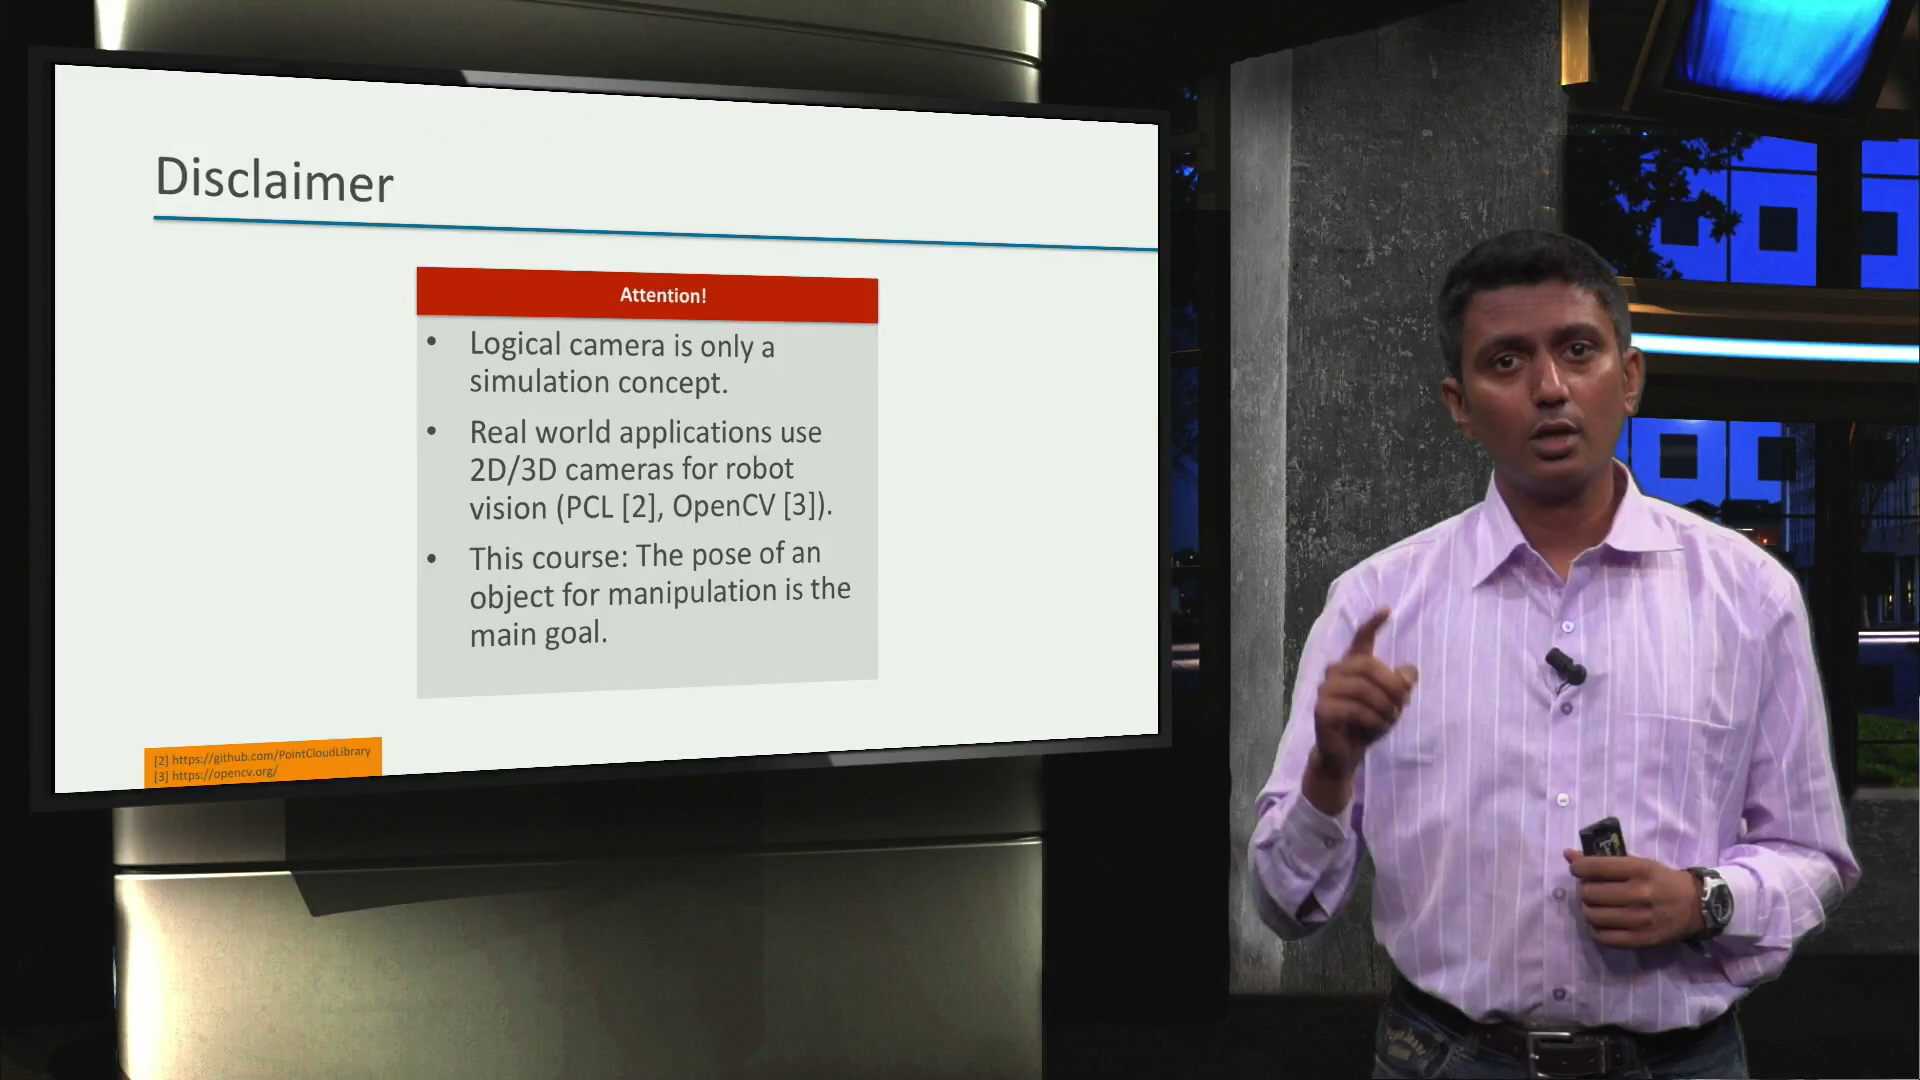 Disclaimer
Attention!
• Logical camera is only a
simulation concept.
• Real world applications use
2D/3D cameras for robot
vision (PCL [2], OpenCV [3]).
• This course: The pose of an
object for manipulation is the
main goal.
[2] https://github.com/PointCloudLibrary
[3] https://opencv.org/